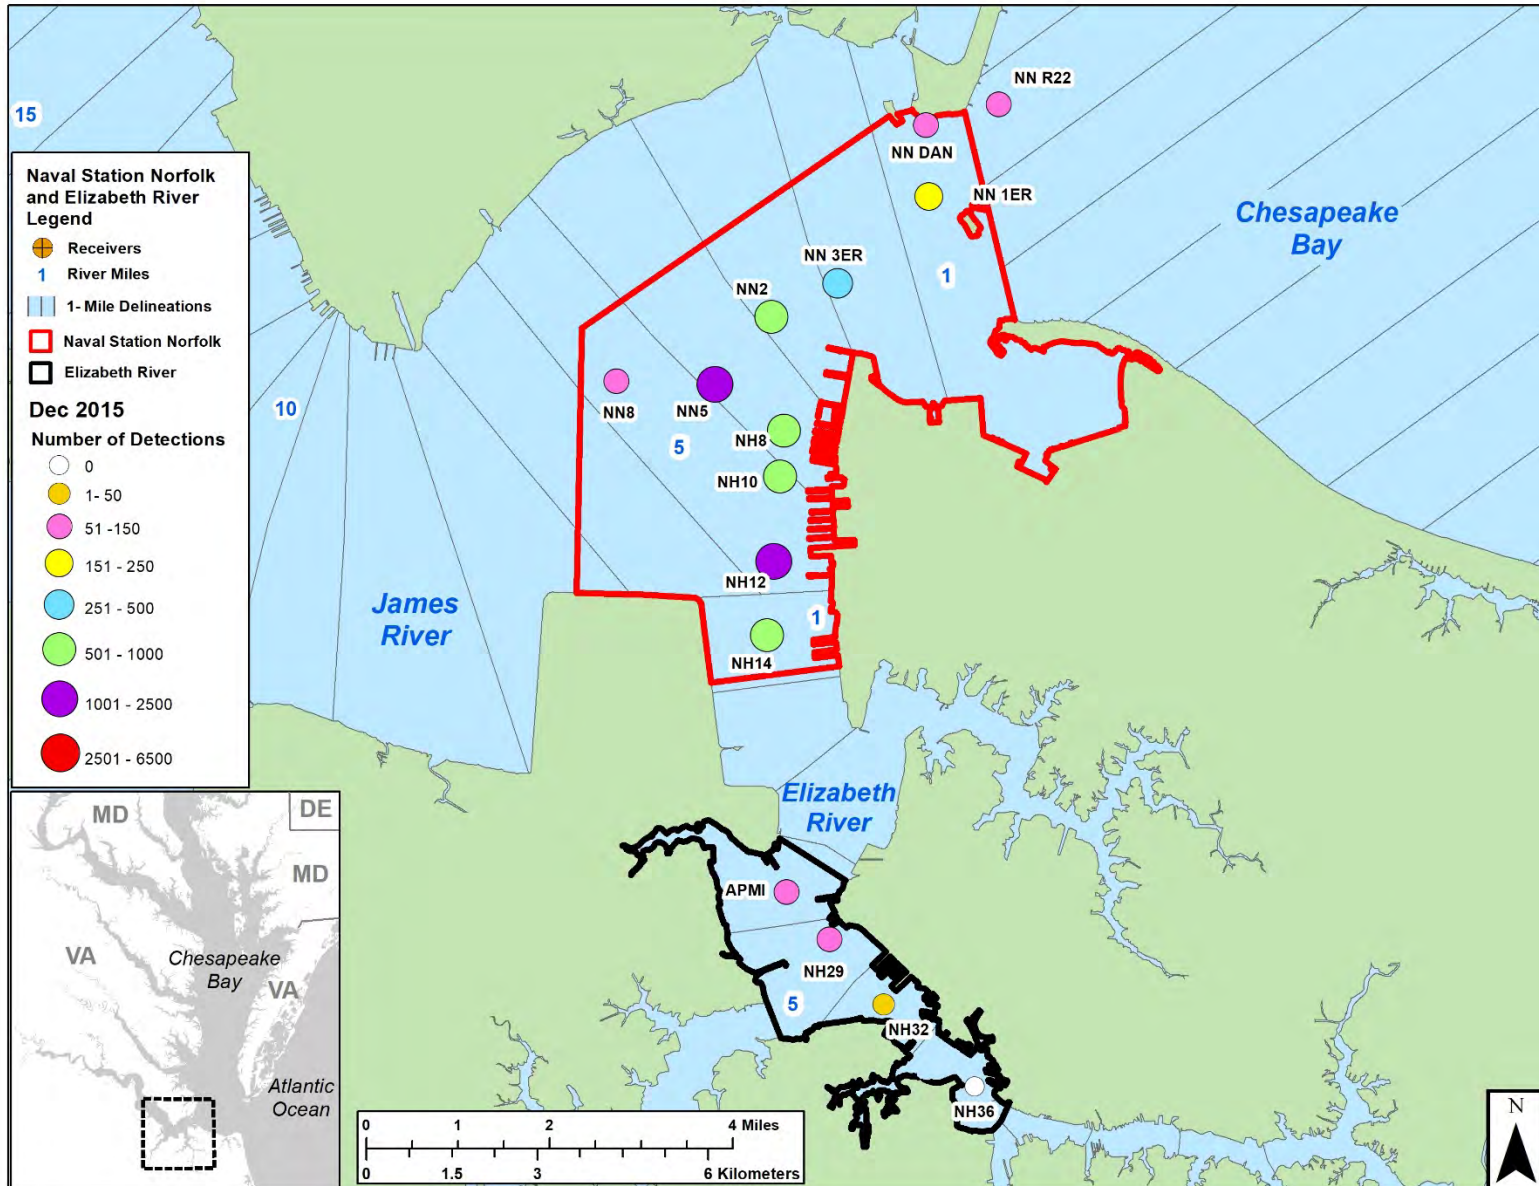 NN R22
15
NN DAN
Naval Station Norfolk
and Elizabeth River
Legend
Receivers
1 River Miles
1- Mile Delineations
Naval Station Norfolk
Elizabeth River
Dec 2015
Number of Detections
0
1- 50
51 -150
151 - 250
251 - 500
501 - 1000
1001 - 2500
2501 - 6500
NN 1ER
Chesapeake
Bay
NN 3ER
1
NN2
NN8
NN5
10
NH8
5
NH10
NH12
James
River
1
NH14
Elizabeth
River
APMI
NH29
5
NH32
NH36
MD
DE
MD
VA
Chesapeake
Bay
VA
Atlantic
Ocean
0 1 2 4 Miles
0 1.5 3 6 Kilometers
N